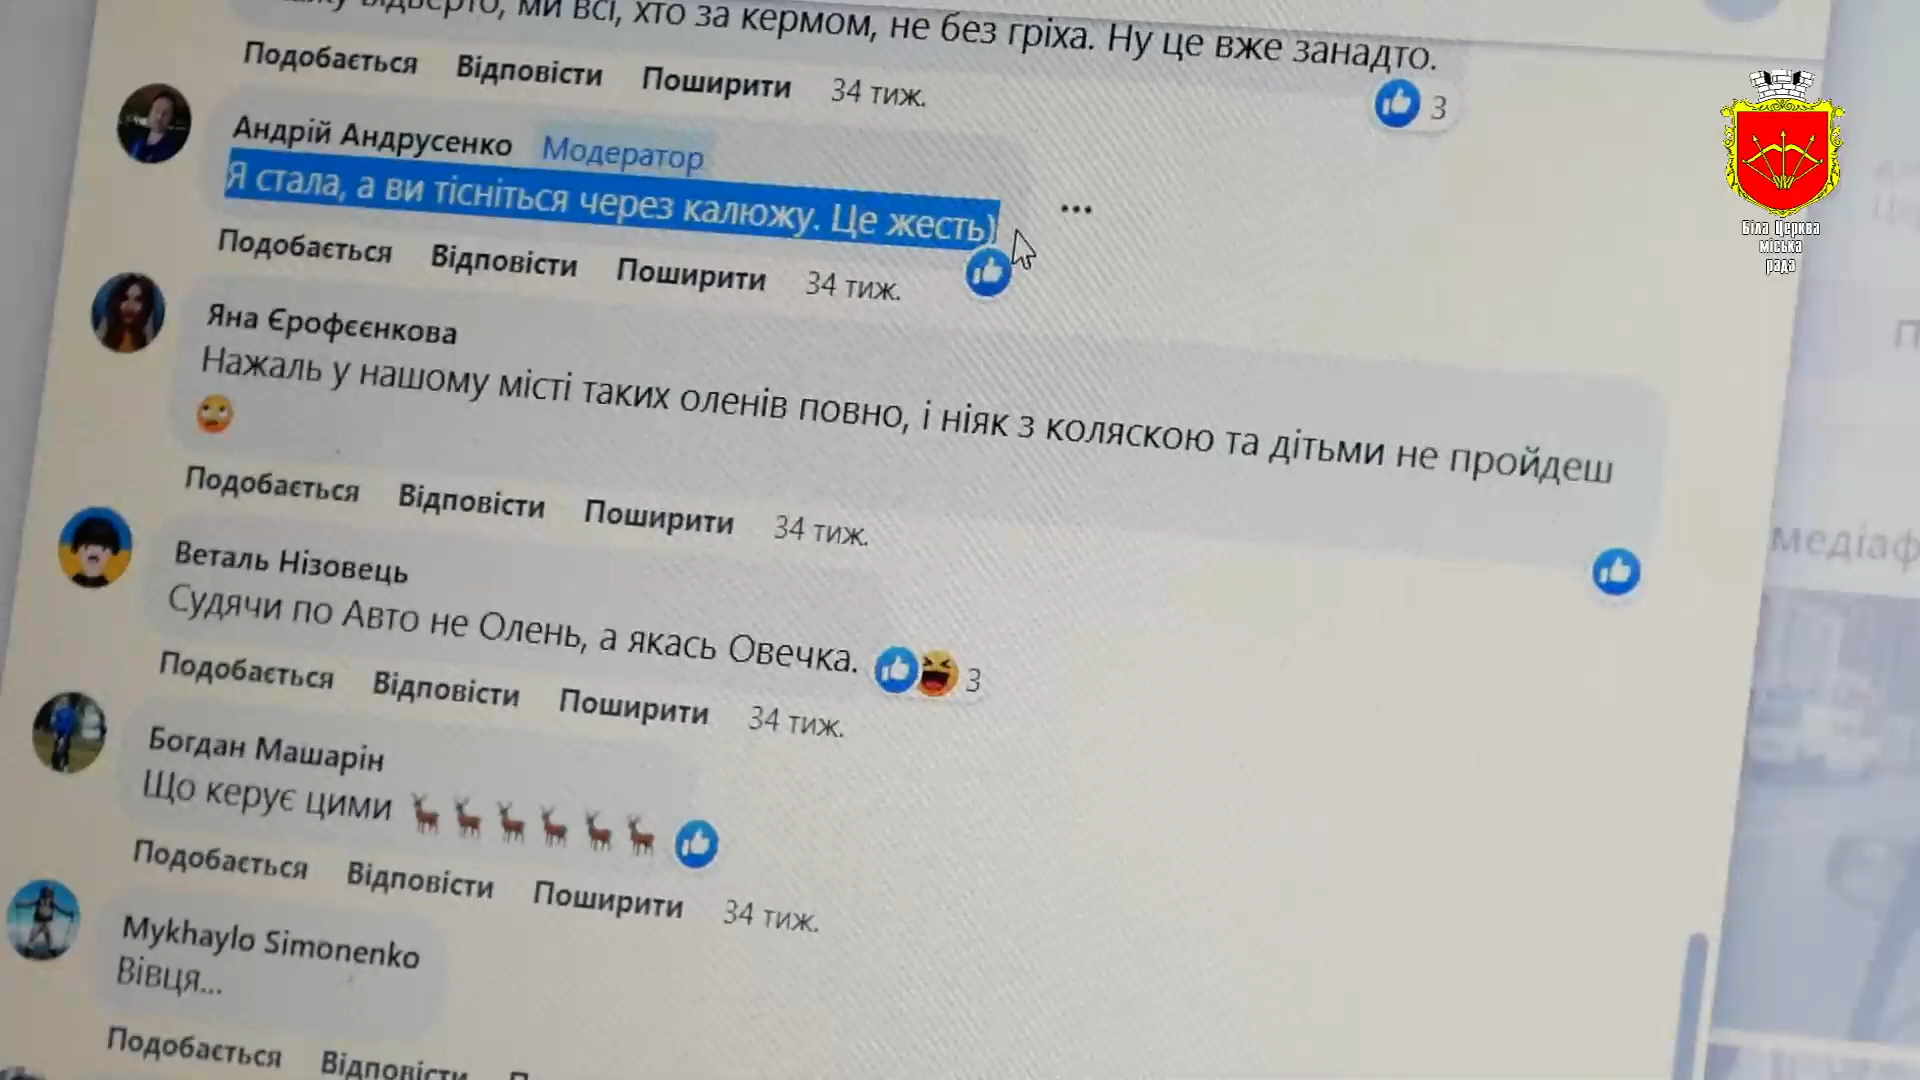 відверто, ми всі, хто за кермом, не без гріха. Ну це вже занадто.
Подобається Відповісти Поширити 34 тиж. 3
Андрій Андрусенко Модератор
Я стала, а ви тісніться через калюжу. Це жесть)
Подобається Відповісти Поширити 34 тиж.
Яна Єрофєєнкова
Нажаль у нашому місті таких оленів повно, і ніяк з коляскою та дітьми не пройдеш
Подобається Відповісти Поширити 34 тиж.
Веталь Нізовець
Судячи по Авто не Олень, а якась Овечка. 3
Подобається Відповісти Поширити 34 тиж.
Богдан Машарін
Що керує цими
Подобається Відповісти Поширити 34 тиж.
Mykhaylo Simonenko
Вівця...
Подобається Відповісти
Біла Церква
міська
рада